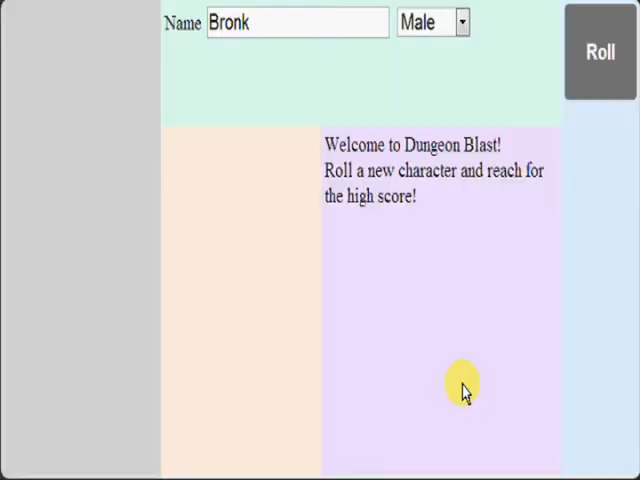 Name Bronk Male Roll
Welcome to Dungeon Blast!
Roll a new character and reach for
the high score!